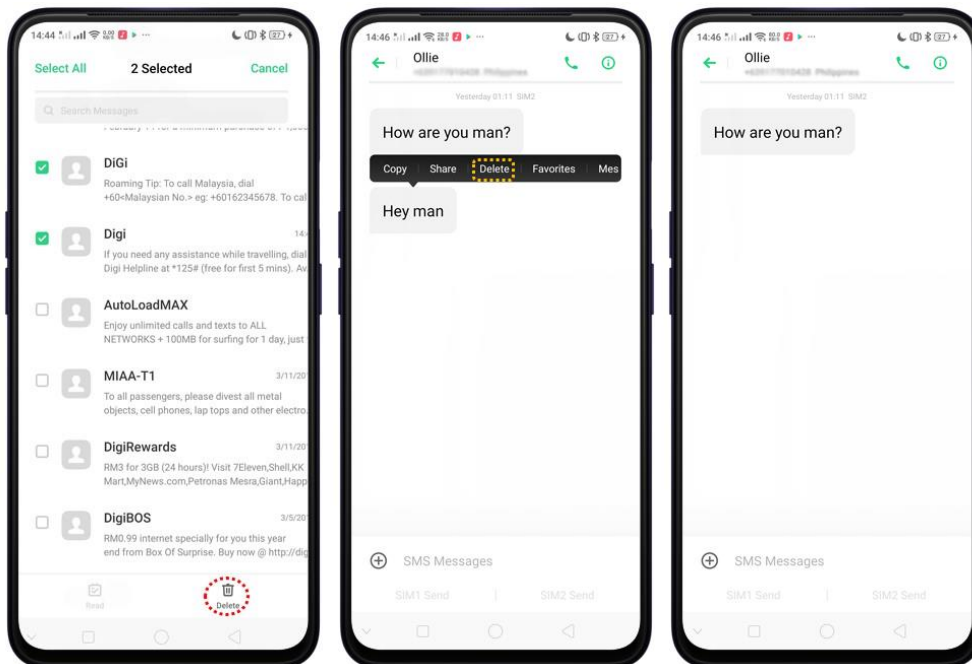 14:44
Select All 2 Selected Cancel
Search Messages
DiGi
Roaming Tip: To call Malaysia, dial
+60<Malaysian No.> eg: +60162345678. To cal
Digi 14:
If you need any assistance while travelling, dial
Digi Helpline at *125# (free for first 5 mins). Av
AutoLoadMAX
Enjoy unlimited calls and texts to ALL
NETWORKS + 100MB for surfing for 1 day, just
MIAA-T1 3/11/20
To all passengers, please divest all metal
objects, cell phones, lap tops and other electro
DigiRewards 3/11/20
RM3 for 3GB (24 hours)! Visit 7Eleven,Shell,KK
Mart,MyNews.com,Petronas Mesra,Giant,Happ
DigiBOS 3/5/20
RM0.99 internet specially for you this year
end from Box Of Surprise. Buy now @ http://dig
Read Delete
14:46
Ollie
Philippines
Yesterday 01:11 SIM2
How are you man?
Copy Share Delete Favorites Mes
Hey man
SMS Messages
SIM1 Send | SIM2 Send
14:46
Ollie
Philippines
Yesterday 01:11 SIM2
How are you man?
SMS Messages
SIM1 Send | SIM2 Send